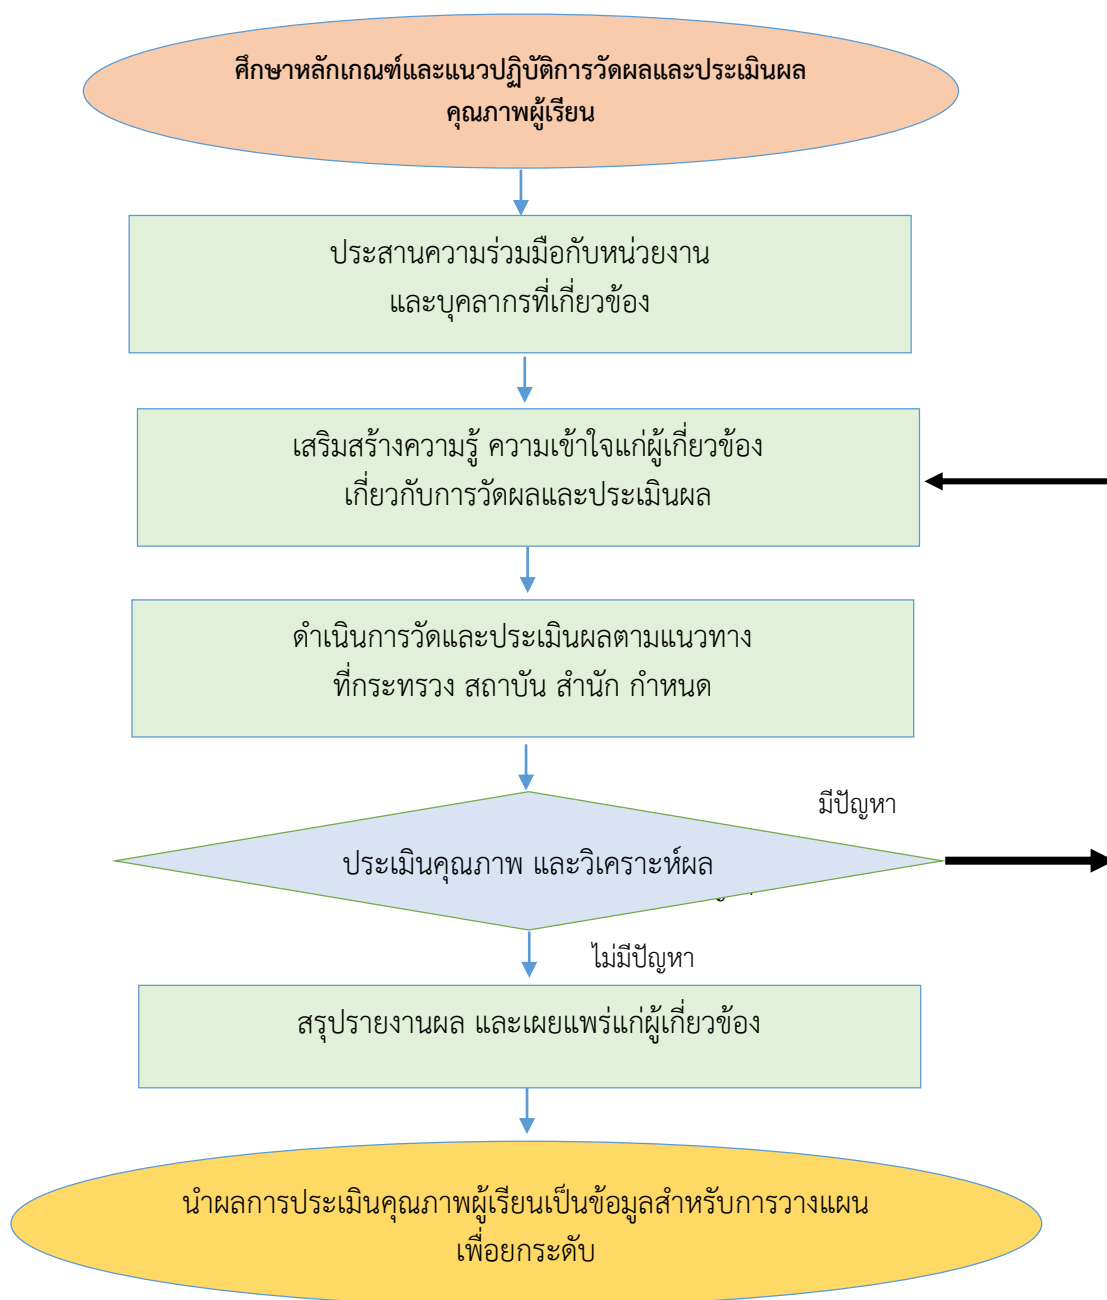 ศึกษาหลักเกณฑ์และแนวปฏิบัติการวัดผลและประเมินผล
คุณภาพผู้เรียน
ประสานความร่วมมือกับหน่วยงาน
และบุคลากรที่เกี่ยวข้อง
เสริมสร้างความรู้ ความเข้าใจแก่ผู้เกี่ยวข้อง
เกี่ยวกับการวัดผลและประเมินผล
ดำเนินการวัดและประเมินผลตามแนวทาง
ที่กระทรวง สถาบัน สำนัก กำหนด
มีปัญหา
ประเมินคุณภาพ และวิเคราะห์ผล
ไม่มีปัญหา
สรุปรายงานผล และเผยแพร่แก่ผู้เกี่ยวข้อง
นำผลการประเมินคุณภาพผู้เรียนเป็นข้อมูลสำหรับการวางแผน
เพื่อยกระดับ